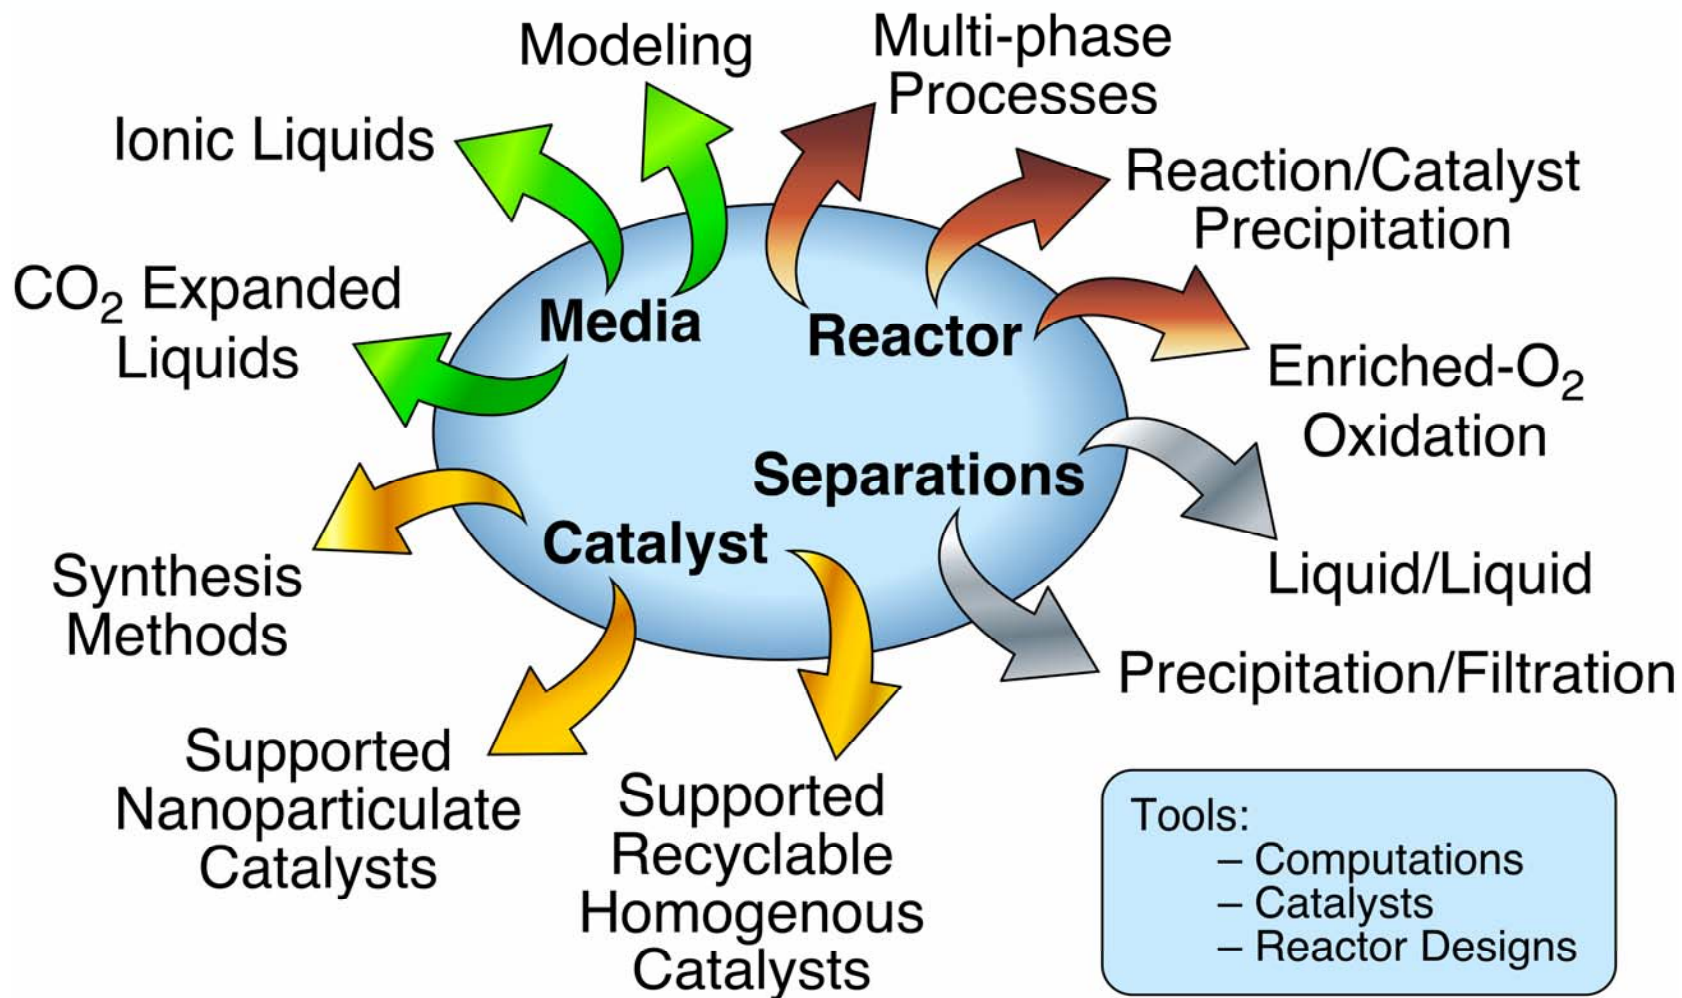 Modeling
Multi-phase
Processes
Ionic Liquids
Reaction/Catalyst
Precipitation
CO₂ Expanded
Liquids
Media
Reactor
Enriched-O₂
Oxidation
Separations
Catalyst
Synthesis
Methods
Liquid/Liquid
Precipitation/Filtration
Supported
Nanoparticulate
Catalysts
Supported
Recyclable
Homogenous
Catalysts
Tools:
– Computations
– Catalysts
– Reactor Designs